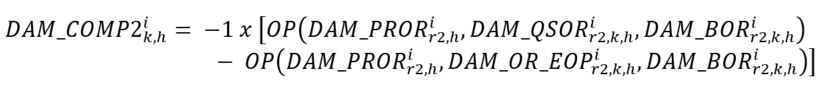 DAM_COMP2^i_{k,h} = −1 x [OP(DAM_PROR^i_{r2,h}, DAM_QSOR^i_{r2,k,h}, DAM_BOR^i_{r2,k,h})
− OP(DAM_PROR^i_{r2,h}, DAM_OR_EOP^i_{r2,k,h}, DAM_BOR^i_{r2,k,h})]